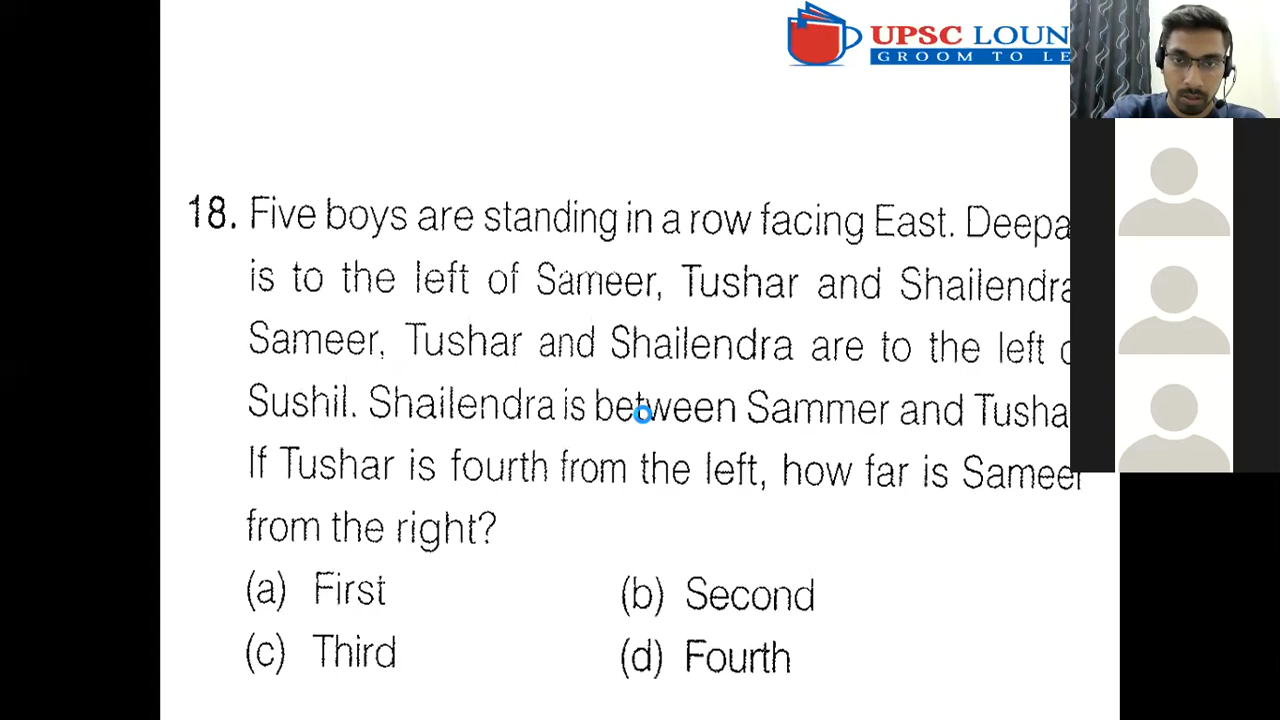 UPSC LOUN
GROOM TO LE
18. Five boys are standing in a row facing East. Deepa
is to the left of Sameer, Tushar and Shailendra
Sameer, Tushar and Shailendra are to the left
Sushil. Shailendra is between Sammer and Tusha
If Tushar is fourth from the left, how far is Sameer
from the right?
(a) First (b) Second
(c) Third (d) Fourth